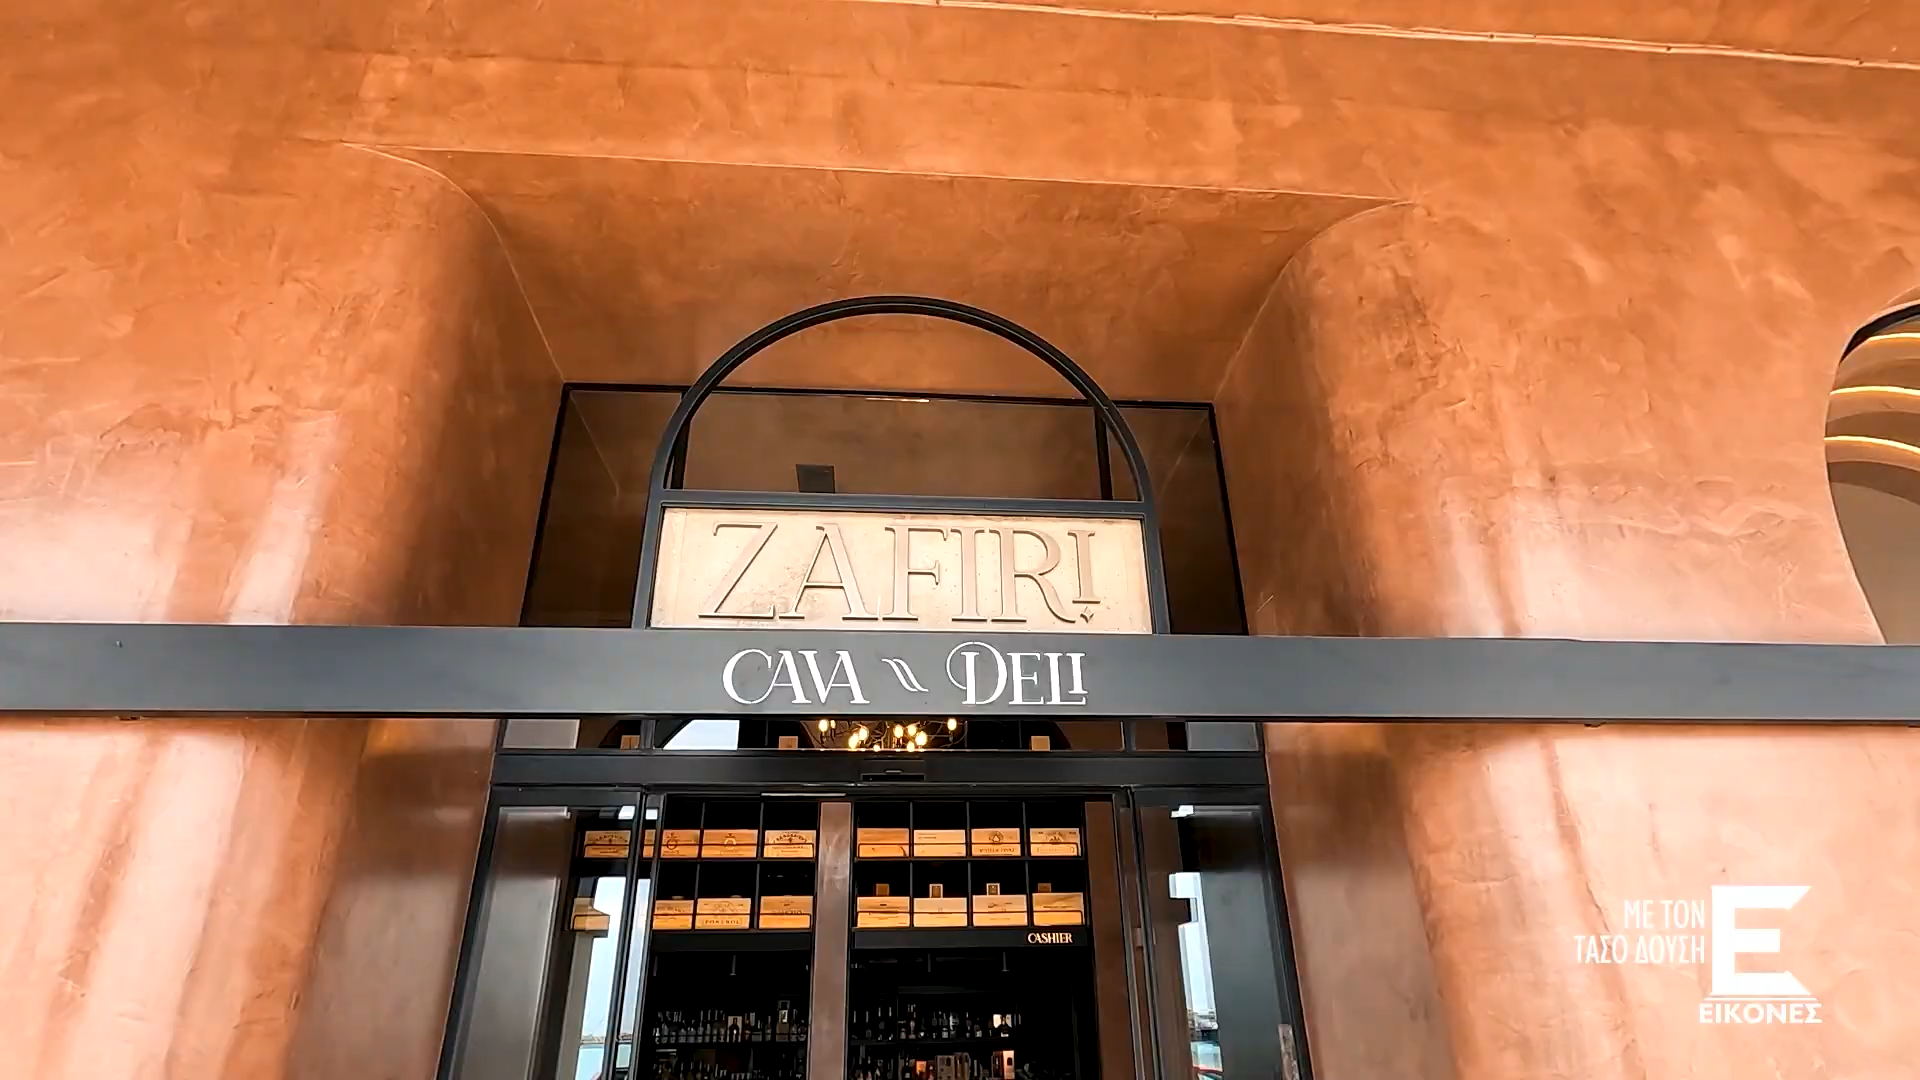 ZAFIRI
CAVA DELI
CASHIER
ΜΕ ΤΟΝ
ΤΑΣΟ ΔΟΥΣΗ
Ε
ΕΙΚΟΝΕΣ